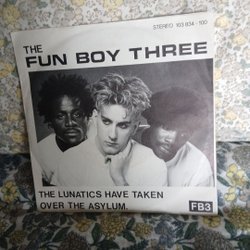 STEREO 103 834 - 100
THE
FUN BOY THREE
THE LUNATICS HAVE TAKEN
OVER THE ASYLUM.
FB3